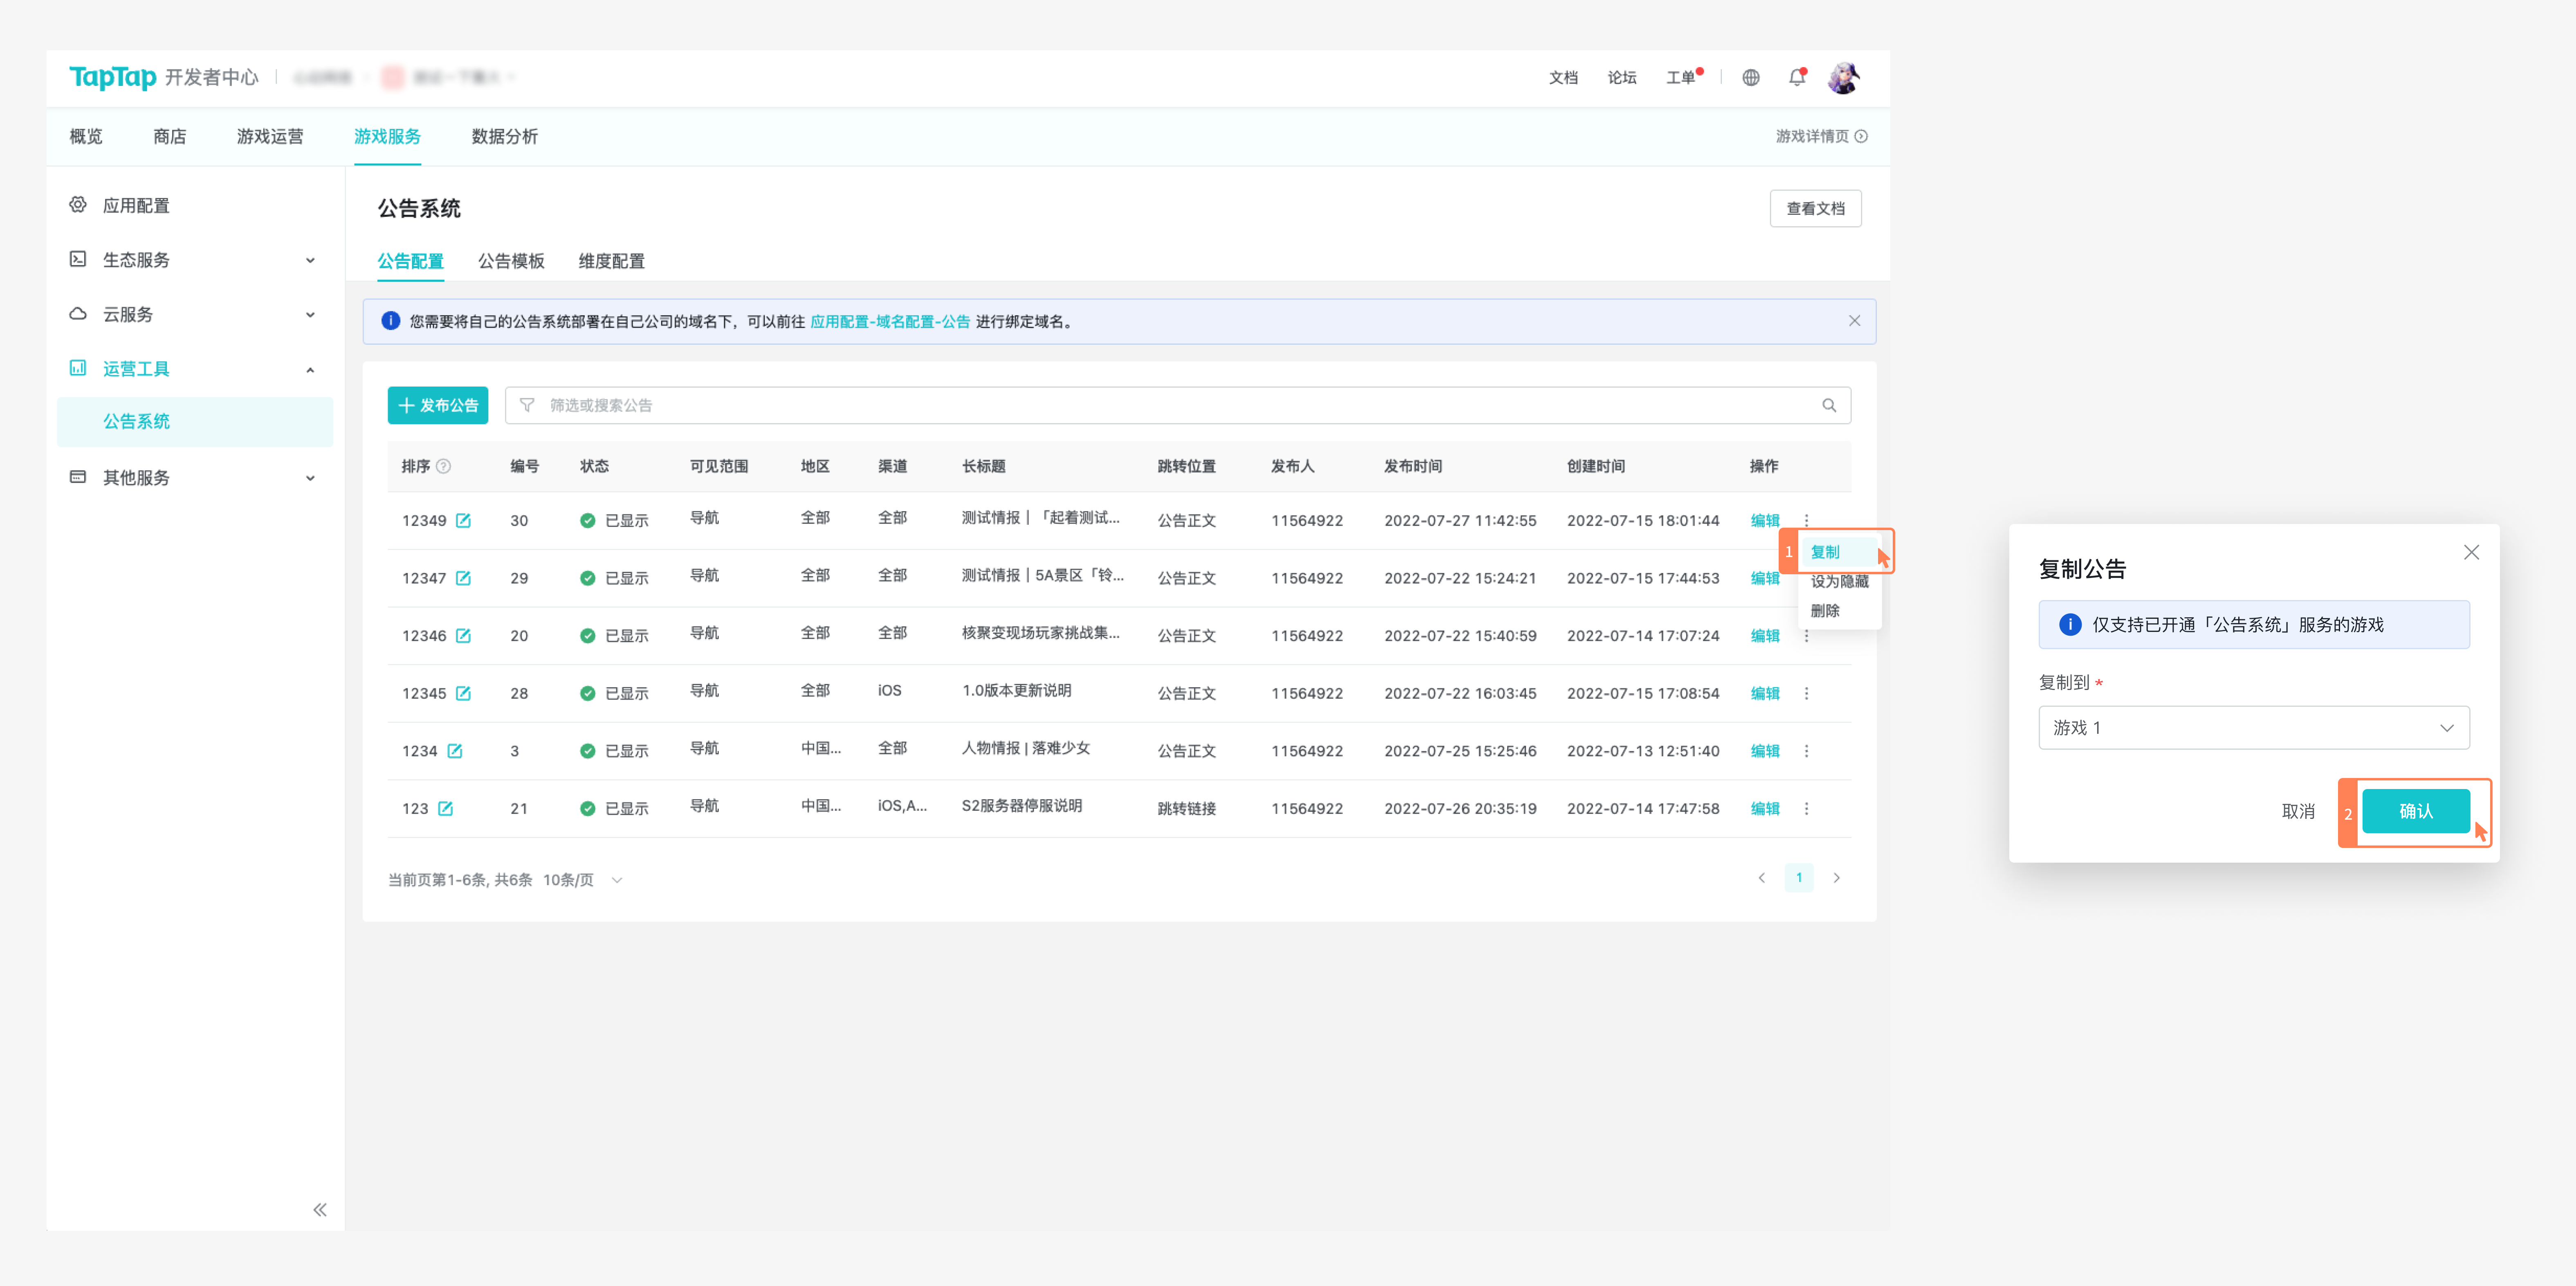 TapTap 开发者中心
文档 论坛 工单
概览 商店 游戏运营 游戏服务 数据分析 游戏详情页
应用配置
生态服务
云服务
运营工具
公告系统
其他服务
公告系统 查看文档
公告配置 公告模板 维度配置
您需要将自己的公告系统部署在自己公司的域名下，可以前往 应用配置-域名配置-公告 进行绑定域名。
发布公告 筛选或搜索公告
排序 编号 状态 可见范围 地区 渠道 长标题 跳转位置 发布人 发布时间 创建时间 操作
12349 30 已显示 导航 全部 全部 测试情报｜「起着测试... 公告正文 11564922 2022-07-27 11:42:55 2022-07-15 18:01:44 编辑
12347 29 已显示 导航 全部 全部 测试情报｜5A景区「铃... 公告正文 11564922 2022-07-22 15:24:21 2022-07-15 17:44:53 编辑
12346 20 已显示 导航 全部 全部 核聚变现场玩家挑战集... 公告正文 11564922 2022-07-22 15:40:59 2022-07-14 17:07:24 编辑
12345 28 已显示 导航 全部 iOS 1.0版本更新说明 公告正文 11564922 2022-07-22 16:03:45 2022-07-15 17:08:54 编辑
1234 3 已显示 导航 中国... 全部 人物情报 | 落难少女 公告正文 11564922 2022-07-25 15:25:46 2022-07-13 12:51:40 编辑
123 21 已显示 导航 中国... iOS,A... S2服务器停服说明 跳转链接 11564922 2022-07-26 20:35:19 2022-07-14 17:47:58 编辑
1 复制
设为隐藏
删除
当前页第1-6条, 共6条 10条/页 1
复制公告
仅支持已开通「公告系统」服务的游戏
复制到 *
游戏 1
取消 2 确认